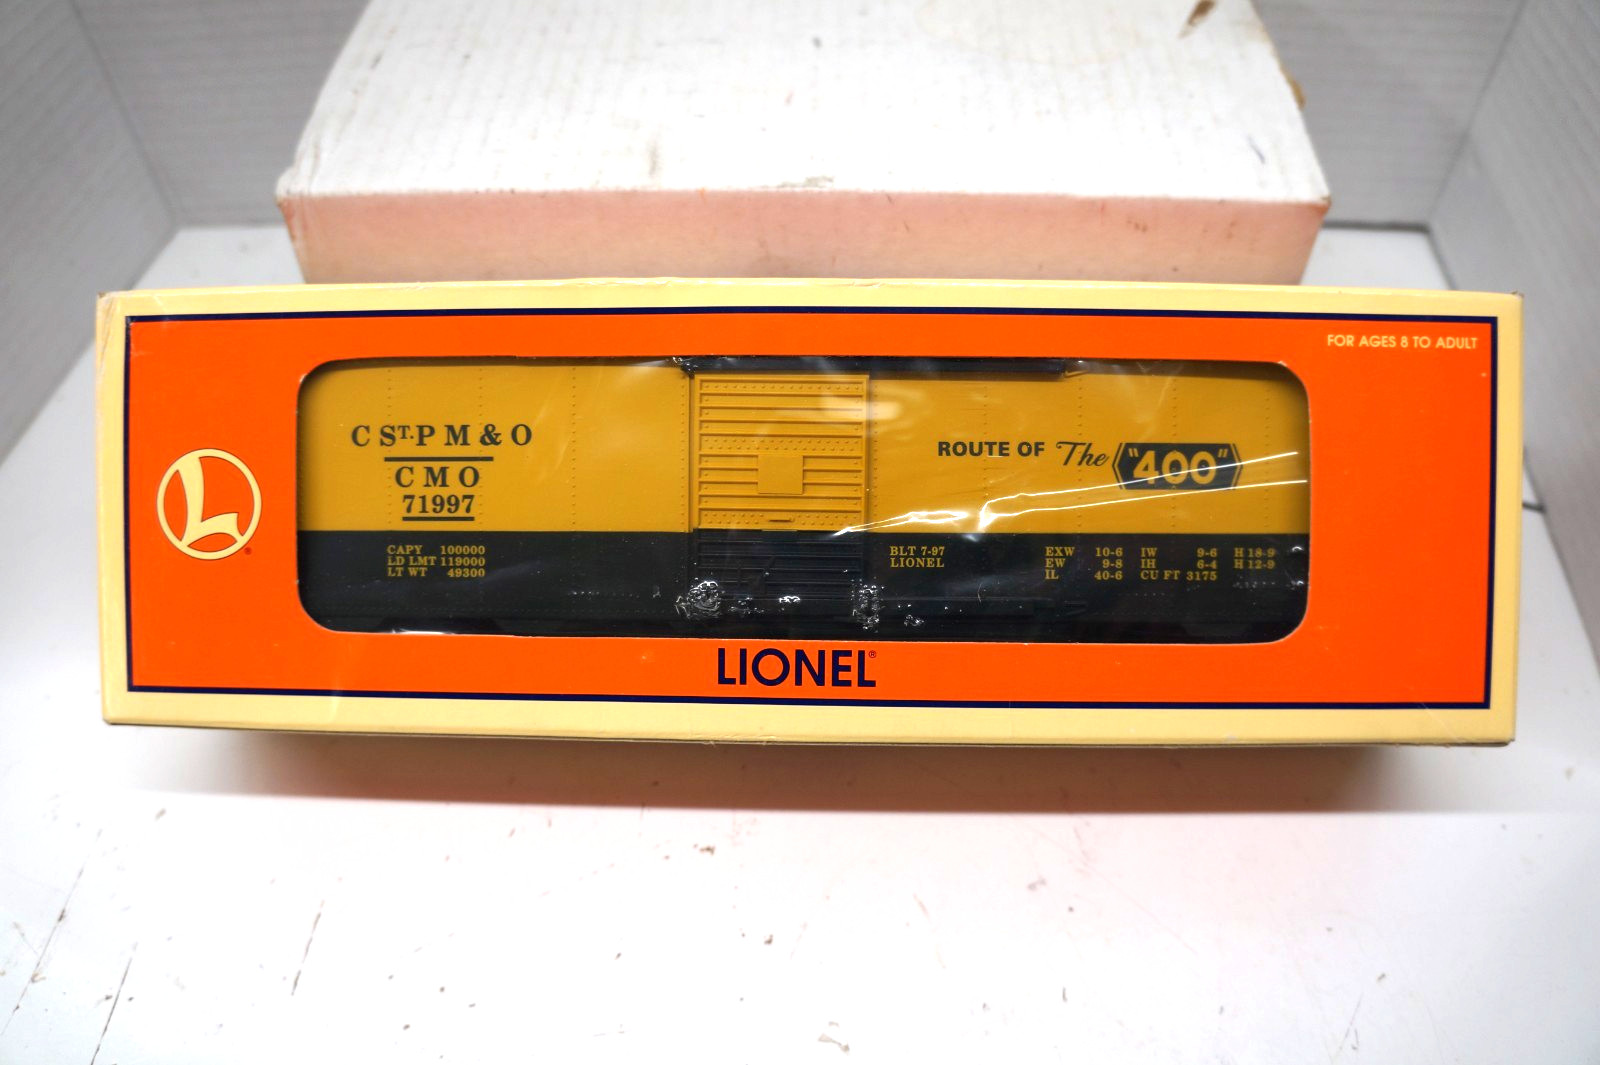 FOR AGES 8 TO ADULT
C ST. P M & O
C M O
71997
ROUTE OF The "400"
CAPY 100000
LD LMT 119000
LT WT 49300
BLT 7-97
LIONEL
EXW 10-6 IW 9-6 H 18-9
EW 9-8 IH 6-4 H 12-9
IL 40-6 CU FT 3175
L
LIONEL®